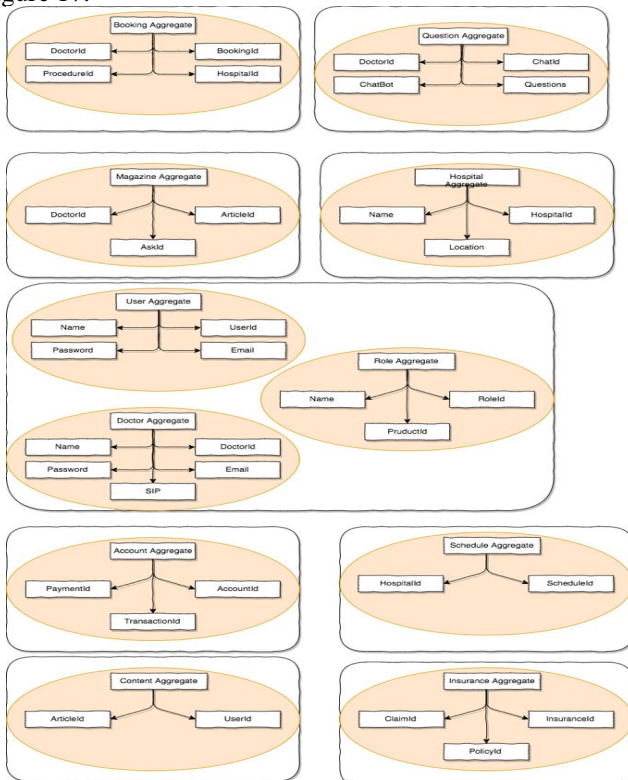 Booking Aggregate
DoctorId
BookingId
ProcedureId
HospitalId
Question Aggregate
DoctorId
ChatId
ChatBot
Questions
Magazine Aggregate
DoctorId
ArticleId
AskId
Hospital
Aggregate
Name
HospitalId
Location
User Aggregate
Name
UserId
Password
Email
Role Aggregate
Name
RoleId
PruductId
Doctor Aggregate
Name
DoctorId
Password
Email
SIP
Account Aggregate
PaymentId
AccountId
TransactionId
Schedule Aggregate
HospitalId
ScheduleId
Content Aggregate
ArticleId
UserId
Insurance Aggregate
ClaimId
InsuranceId
PolicyId